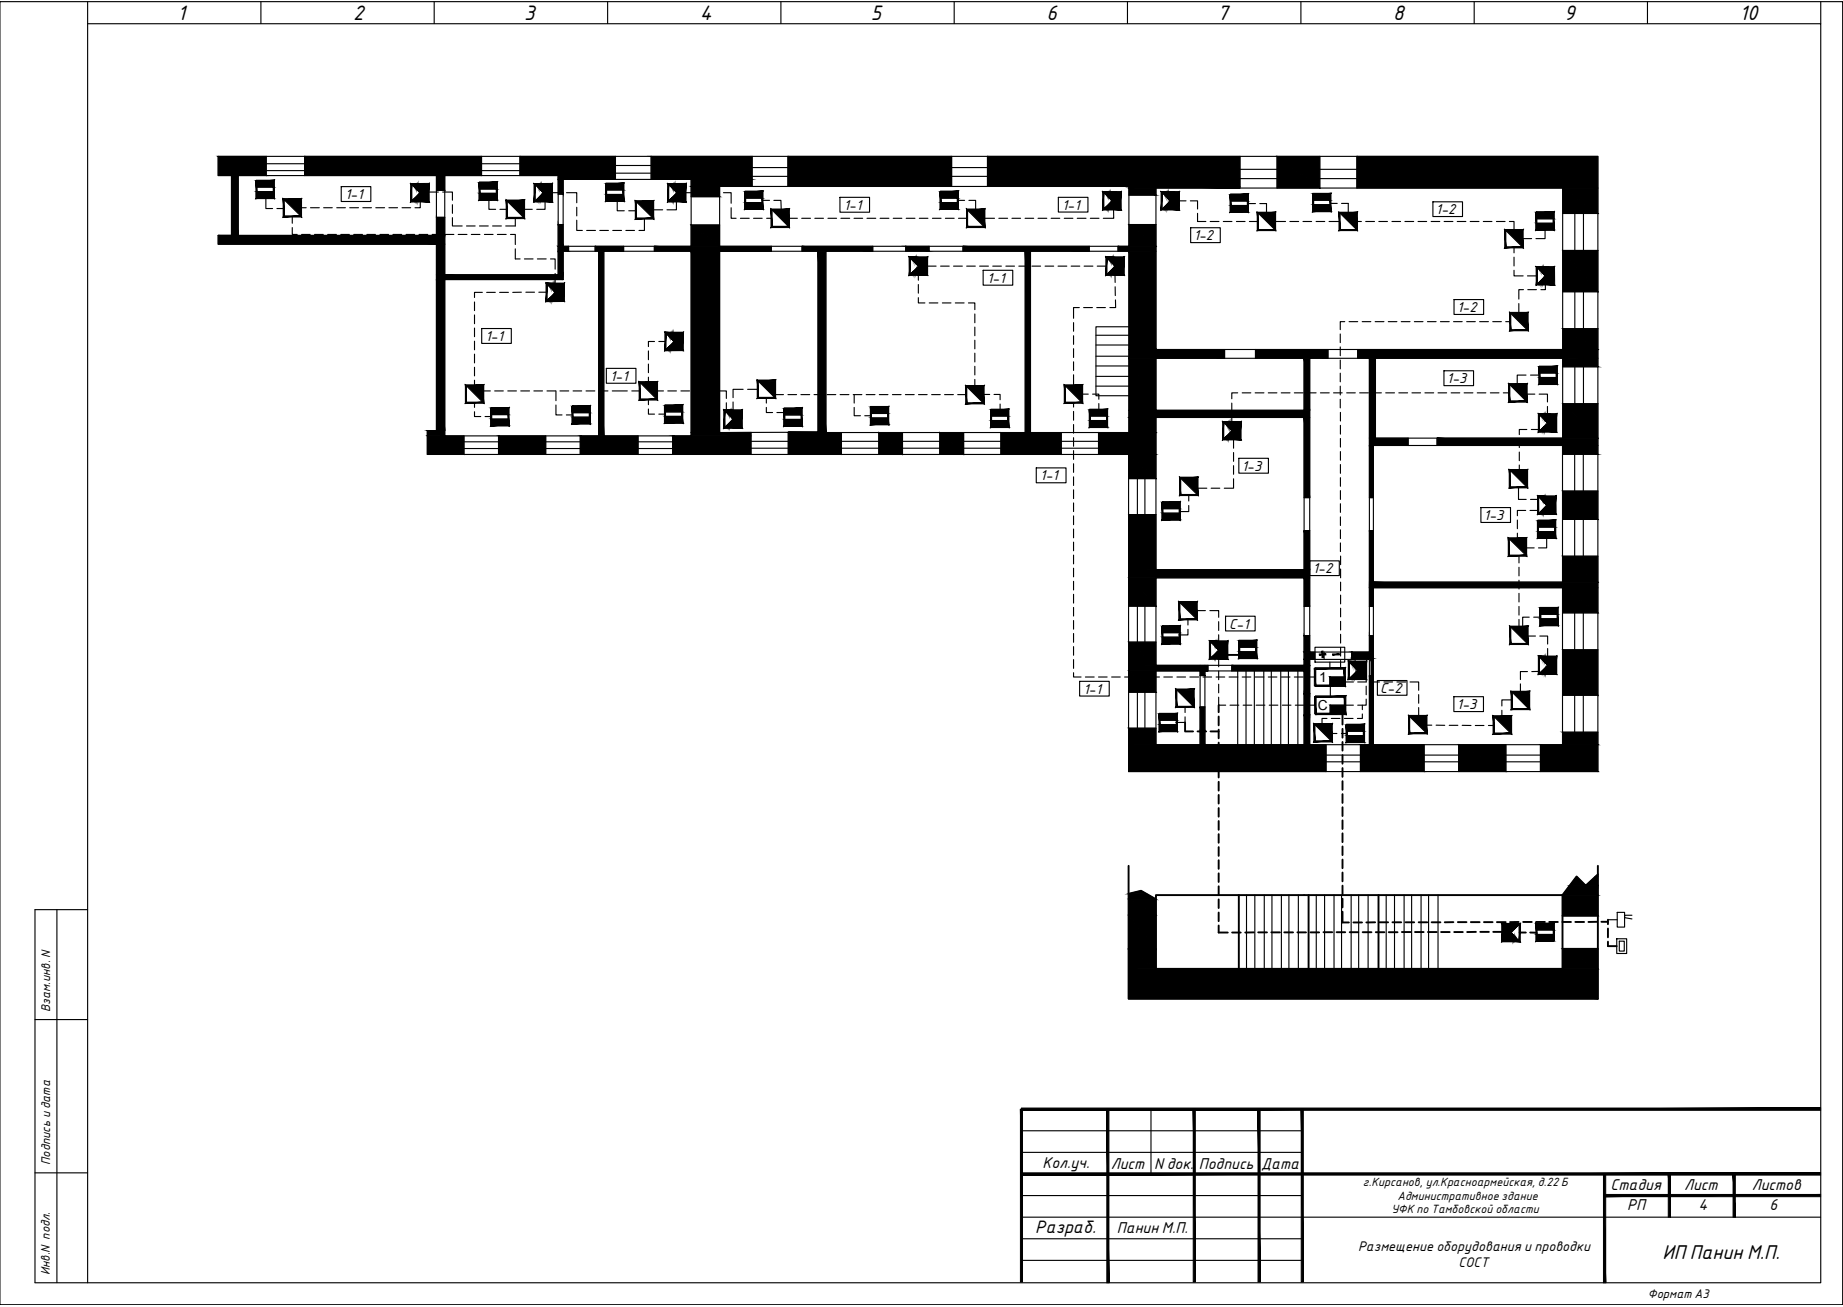 1 2 3 4 5 6 7 8 9 10
1-1
1-1 1-1 1-2
1-2
1-1
1-2
1-1
1-1
1-3
1-3
1-1
1-3
1-2
С-1
1
1-1
С-2
С
1-3
Взам.инв. N
Подпись и дата
Инв.N подл.
Кол.уч. Лист N док. Подпись Дата
г.Кирсанов, ул.Красноармейская, д.22 Б
Административное здание
УФК по Тамбовской области
Стадия Лист Листов
РП 4 6
Разраб. Панин М.П.
Размещение оборудования и проводки
СОСТ
ИП Панин М.П.
Формат А3